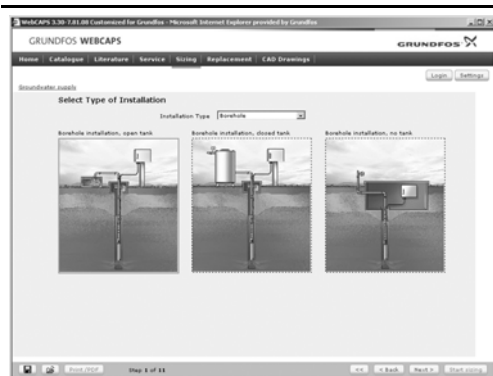 WebCAPS 3.30-7.01.08 Customized for Grundfos - Microsoft Internet Explorer provided by Grundfos
GRUNDFOS WEBCAPS
GRUNDFOS
Home Catalogue Literature Service Sizing Replacement CAD Drawings
Login Settings
Groundwater supply
Select Type of Installation
Installation Type Borehole
Borehole installation, open tank Borehole installation, closed tank Borehole installation, no tank
Print/PDF Step 1 of 11 << < Back Next > Start sizing